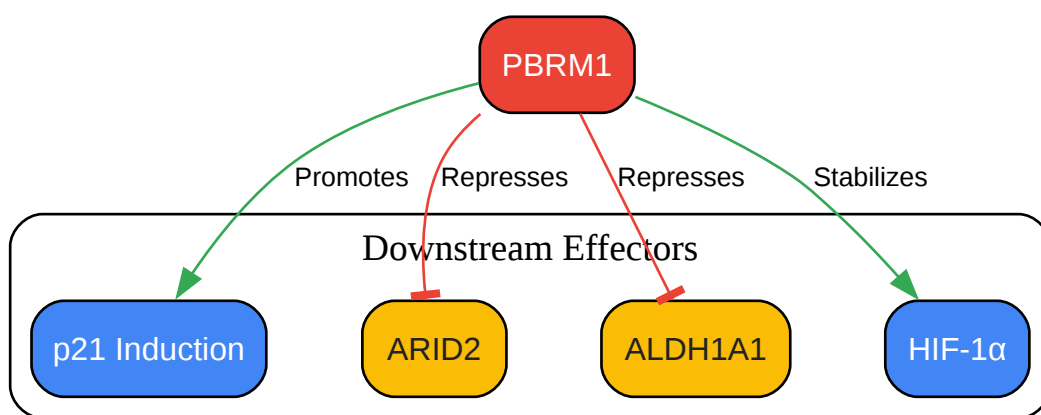 PBRM1
Promotes
Represses
Represses
Stabilizes
Downstream Effectors
p21 Induction
ARID2
ALDH1A1
HIF-1α